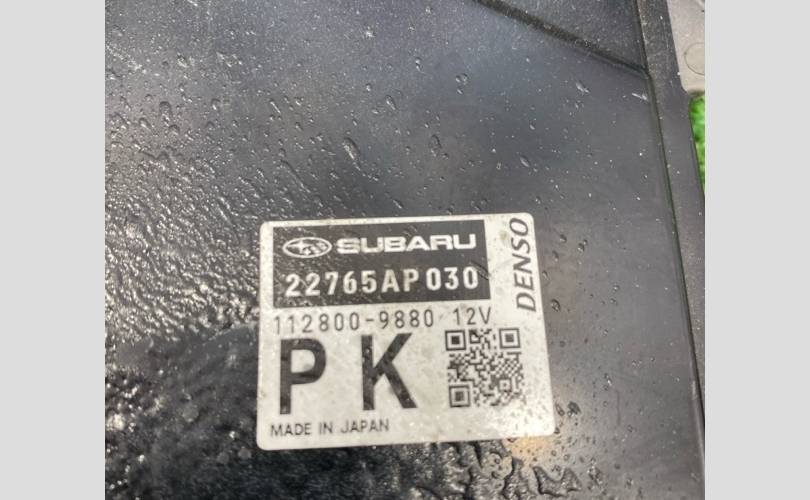 SUBARU
22765AP030
DENSO
112800-9880 12V
PK
MADE IN JAPAN